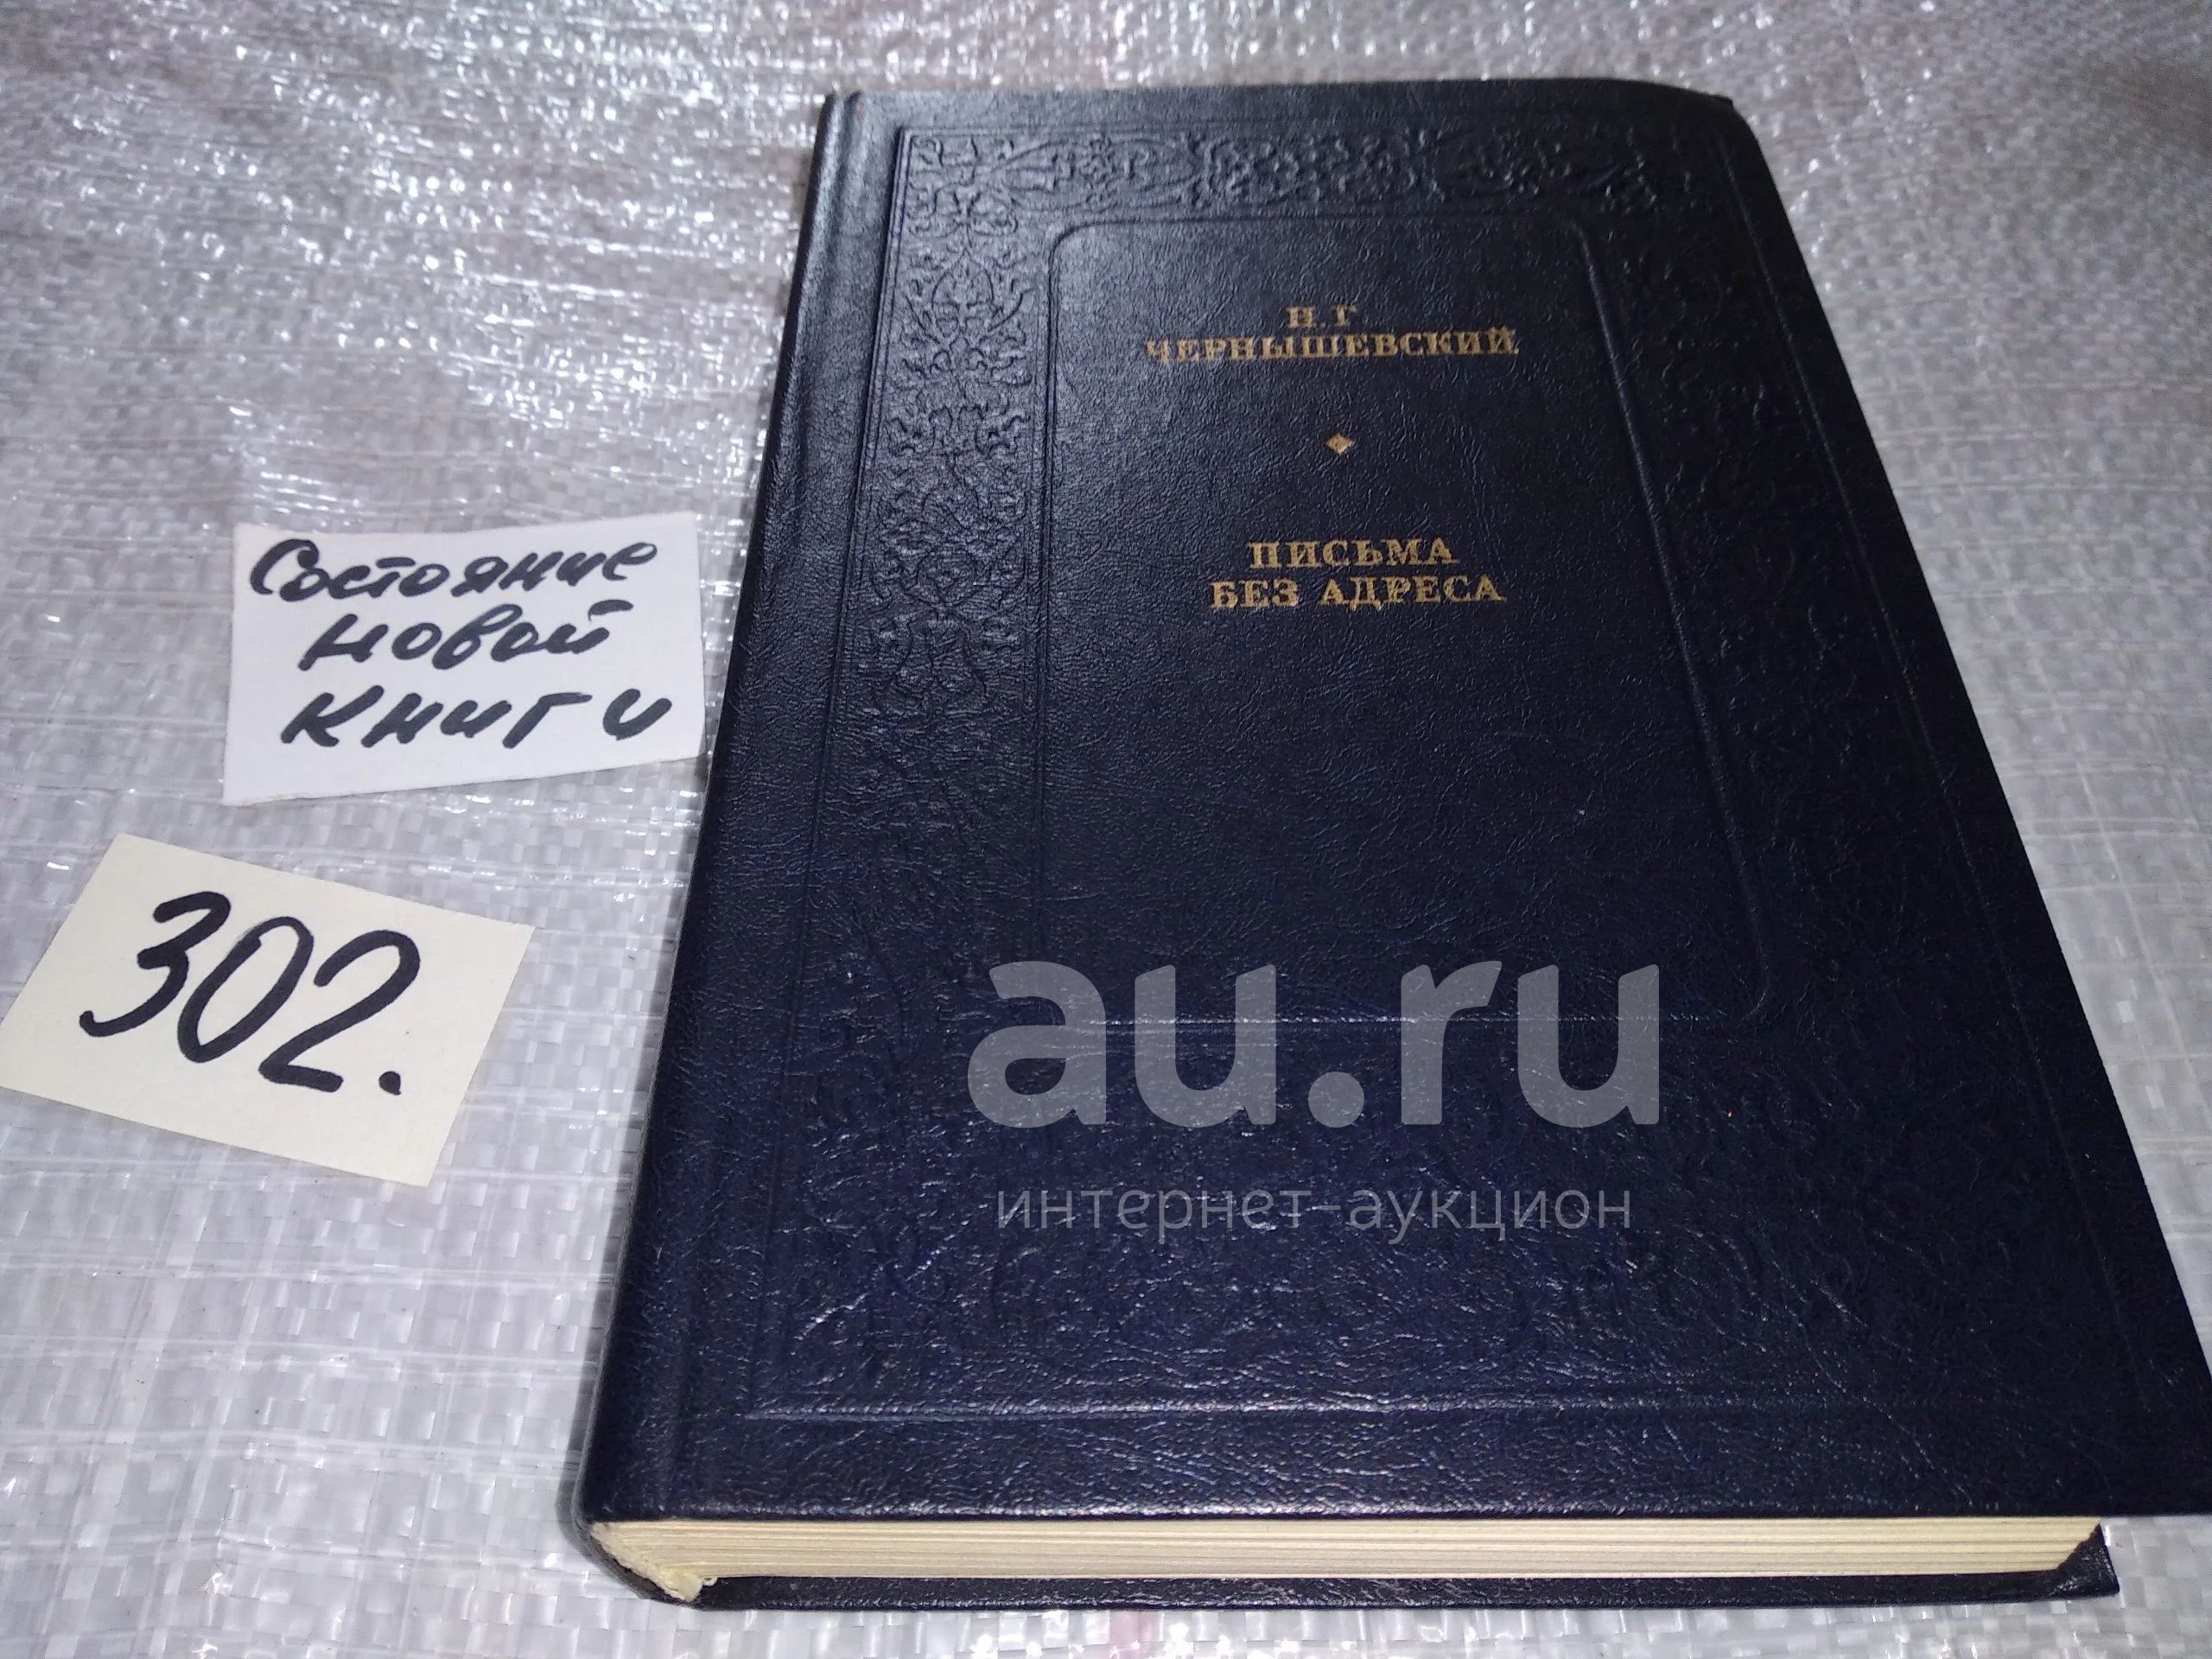 Н. Г
ЧЕРНЫШЕВСКИЙ
ПИСЬМА
БЕЗ АДРЕСА
Состояние
новой
книги
302.
au.ru
интернет-аукцион